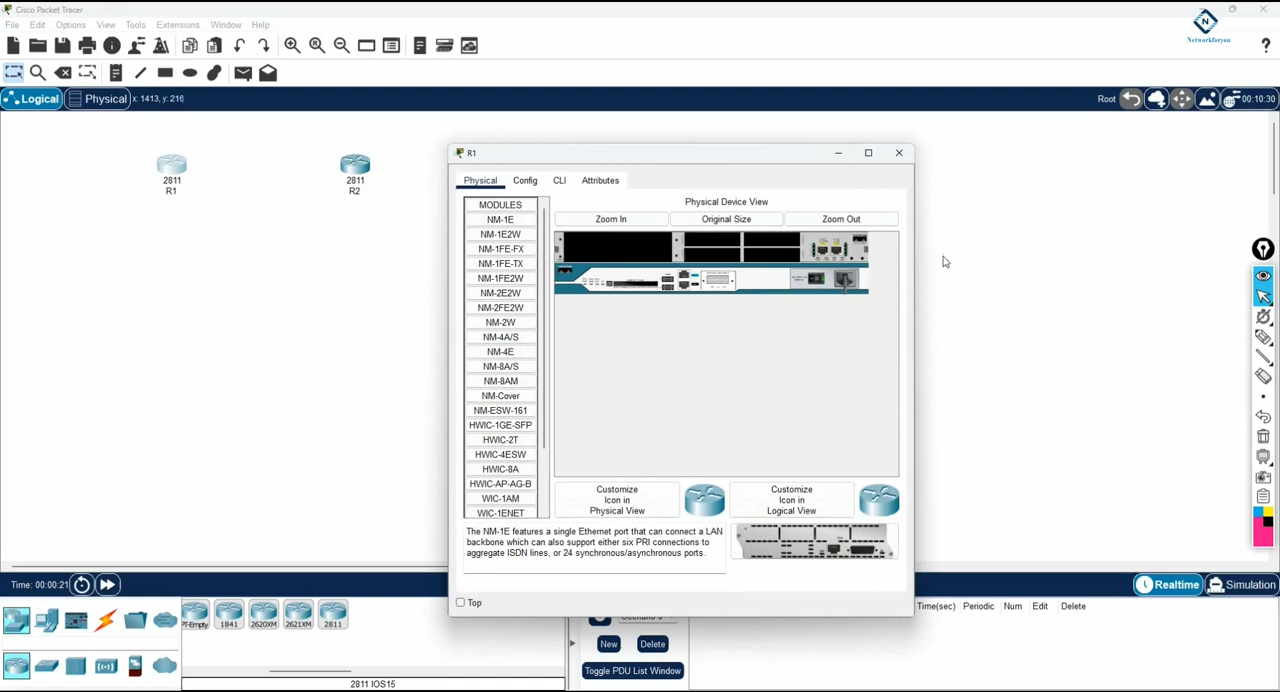 Cisco Packet Tracer
File Edit Options View Tools Extensions Window Help
N
Networkforyou
?
Logical Physical x: 1413, y: 216
Root 00:10:30
2811
R1
2811
R2
R1
Physical Config CLI Attributes
MODULES
NM-1E
NM-1E2W
NM-1FE-FX
NM-1FE-TX
NM-1FE2W
NM-2E2W
NM-2FE2W
NM-2W
NM-4A/S
NM-4E
NM-8A/S
NM-8AM
NM-Cover
NM-ESW-161
HWIC-1GE-SFP
HWIC-2T
HWIC-4ESW
HWIC-8A
HWIC-AP-AG-B
WIC-1AM
WIC-1ENET
Physical Device View
Zoom In Original Size Zoom Out
Customize
Icon in
Physical View
Customize
Icon in
Logical View
The NM-1E features a single Ethernet port that can connect a LAN
backbone which can also support either six PRI connections to
aggregate ISDN lines, or 24 synchronous/asynchronous ports.
Top
Time: 00:00:21
Realtime Simulation
PT-Empty 1841 2620XM 2621XM 2811
2811 IOS15
New Delete
Toggle PDU List Window
Time(sec) Periodic Num Edit Delete